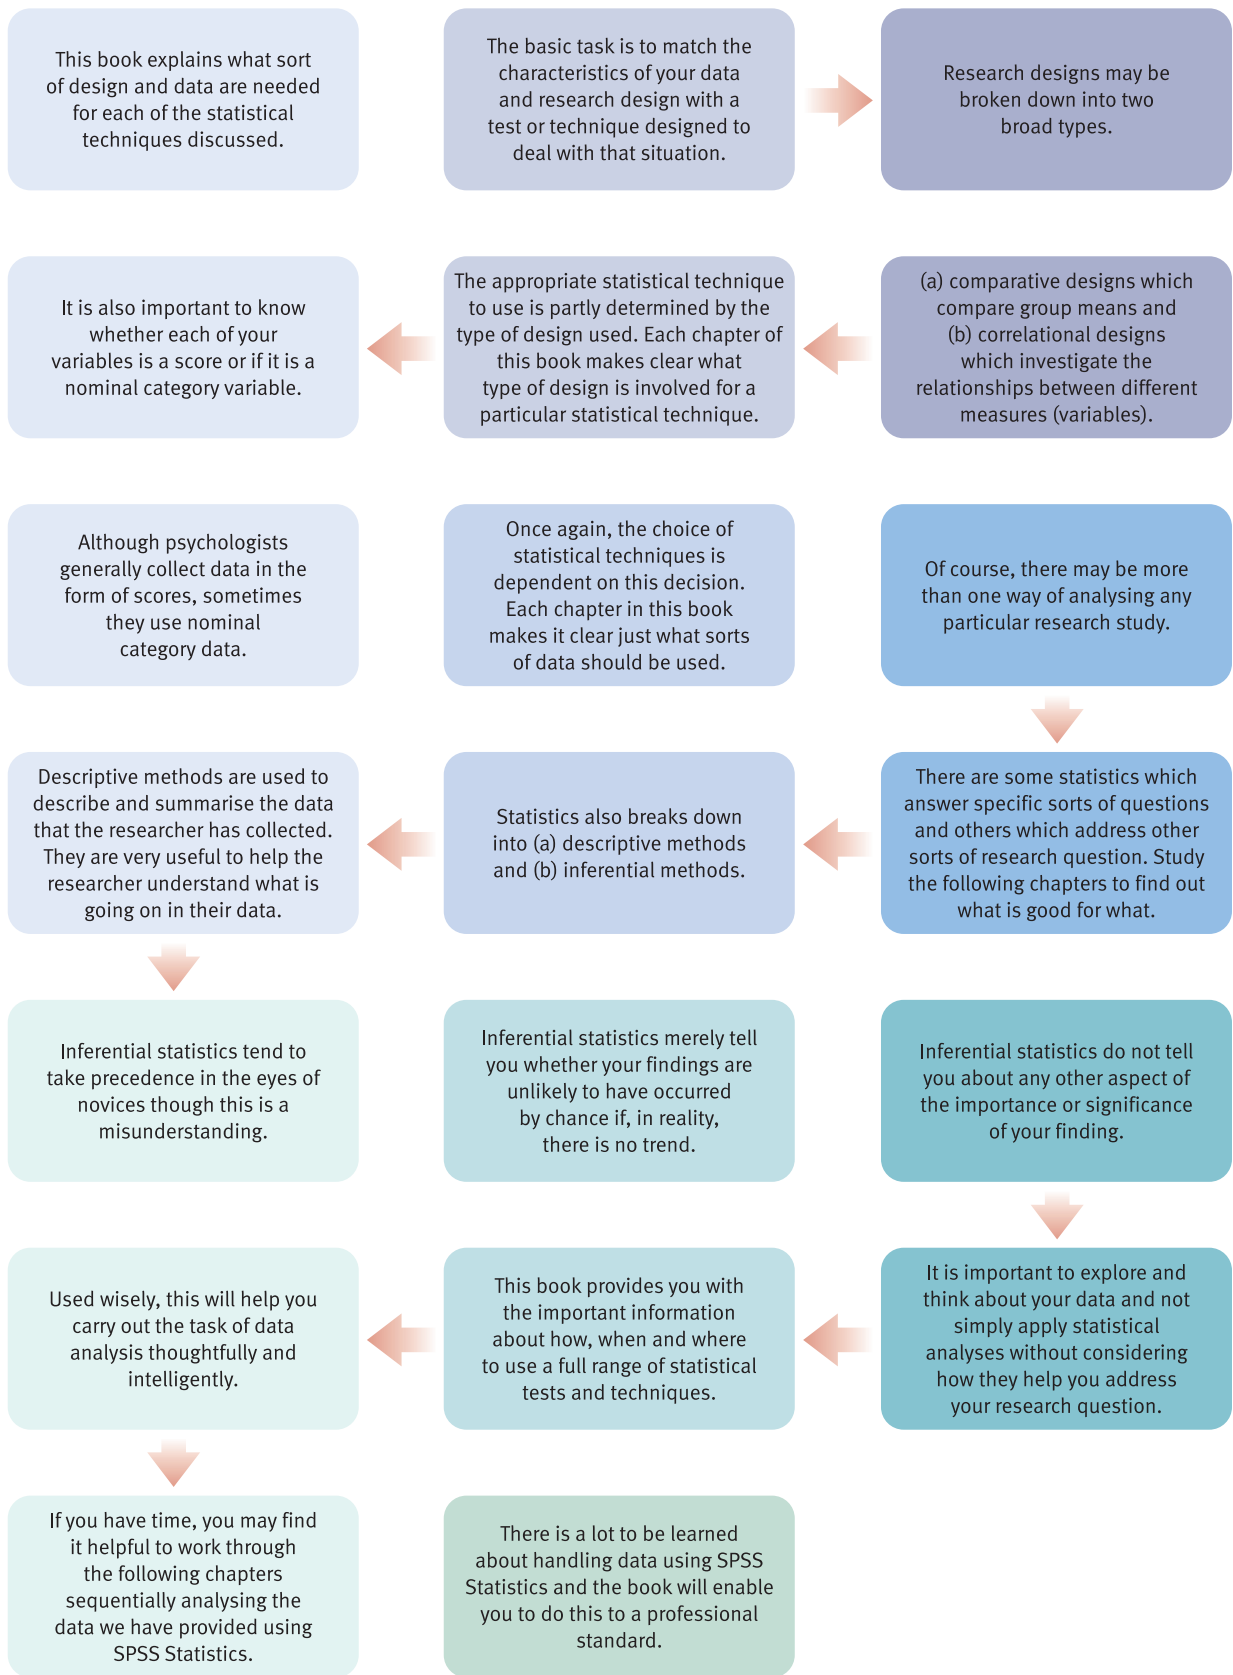 This book explains what sort
of design and data are needed
for each of the statistical
techniques discussed.
The basic task is to match the
characteristics of your data
and research design with a
test or technique designed to
deal with that situation.
Research designs may be
broken down into two
broad types.
(a) comparative designs which
compare group means and
(b) correlational designs
which investigate the
relationships between different
measures (variables).
The appropriate statistical technique
to use is partly determined by the
type of design used. Each chapter of
this book makes clear what
type of design is involved for a
particular statistical technique.
It is also important to know
whether each of your
variables is a score or if it is a
nominal category variable.
Although psychologists
generally collect data in the
form of scores, sometimes
they use nominal
category data.
Once again, the choice of
statistical techniques is
dependent on this decision.
Each chapter in this book
makes it clear just what sorts
of data should be used.
Of course, there may be more
than one way of analysing any
particular research study.
There are some statistics which
answer specific sorts of questions
and others which address other
sorts of research question. Study
the following chapters to find out
what is good for what.
Statistics also breaks down
into (a) descriptive methods
and (b) inferential methods.
Descriptive methods are used to
describe and summarise the data
that the researcher has collected.
They are very useful to help the
researcher understand what is
going on in their data.
Inferential statistics tend to
take precedence in the eyes of
novices though this is a
misunderstanding.
Inferential statistics merely tell
you whether your findings are
unlikely to have occurred
by chance if, in reality,
there is no trend.
Inferential statistics do not tell
you about any other aspect of
the importance or significance
of your finding.
It is important to explore and
think about your data and not
simply apply statistical
analyses without considering
how they help you address
your research question.
This book provides you with
the important information
about how, when and where
to use a full range of statistical
tests and techniques.
Used wisely, this will help you
carry out the task of data
analysis thoughtfully and
intelligently.
If you have time, you may find
it helpful to work through
the following chapters
sequentially analysing the
data we have provided using
SPSS Statistics.
There is a lot to be learned
about handling data using SPSS
Statistics and the book will enable
you to do this to a professional
standard.